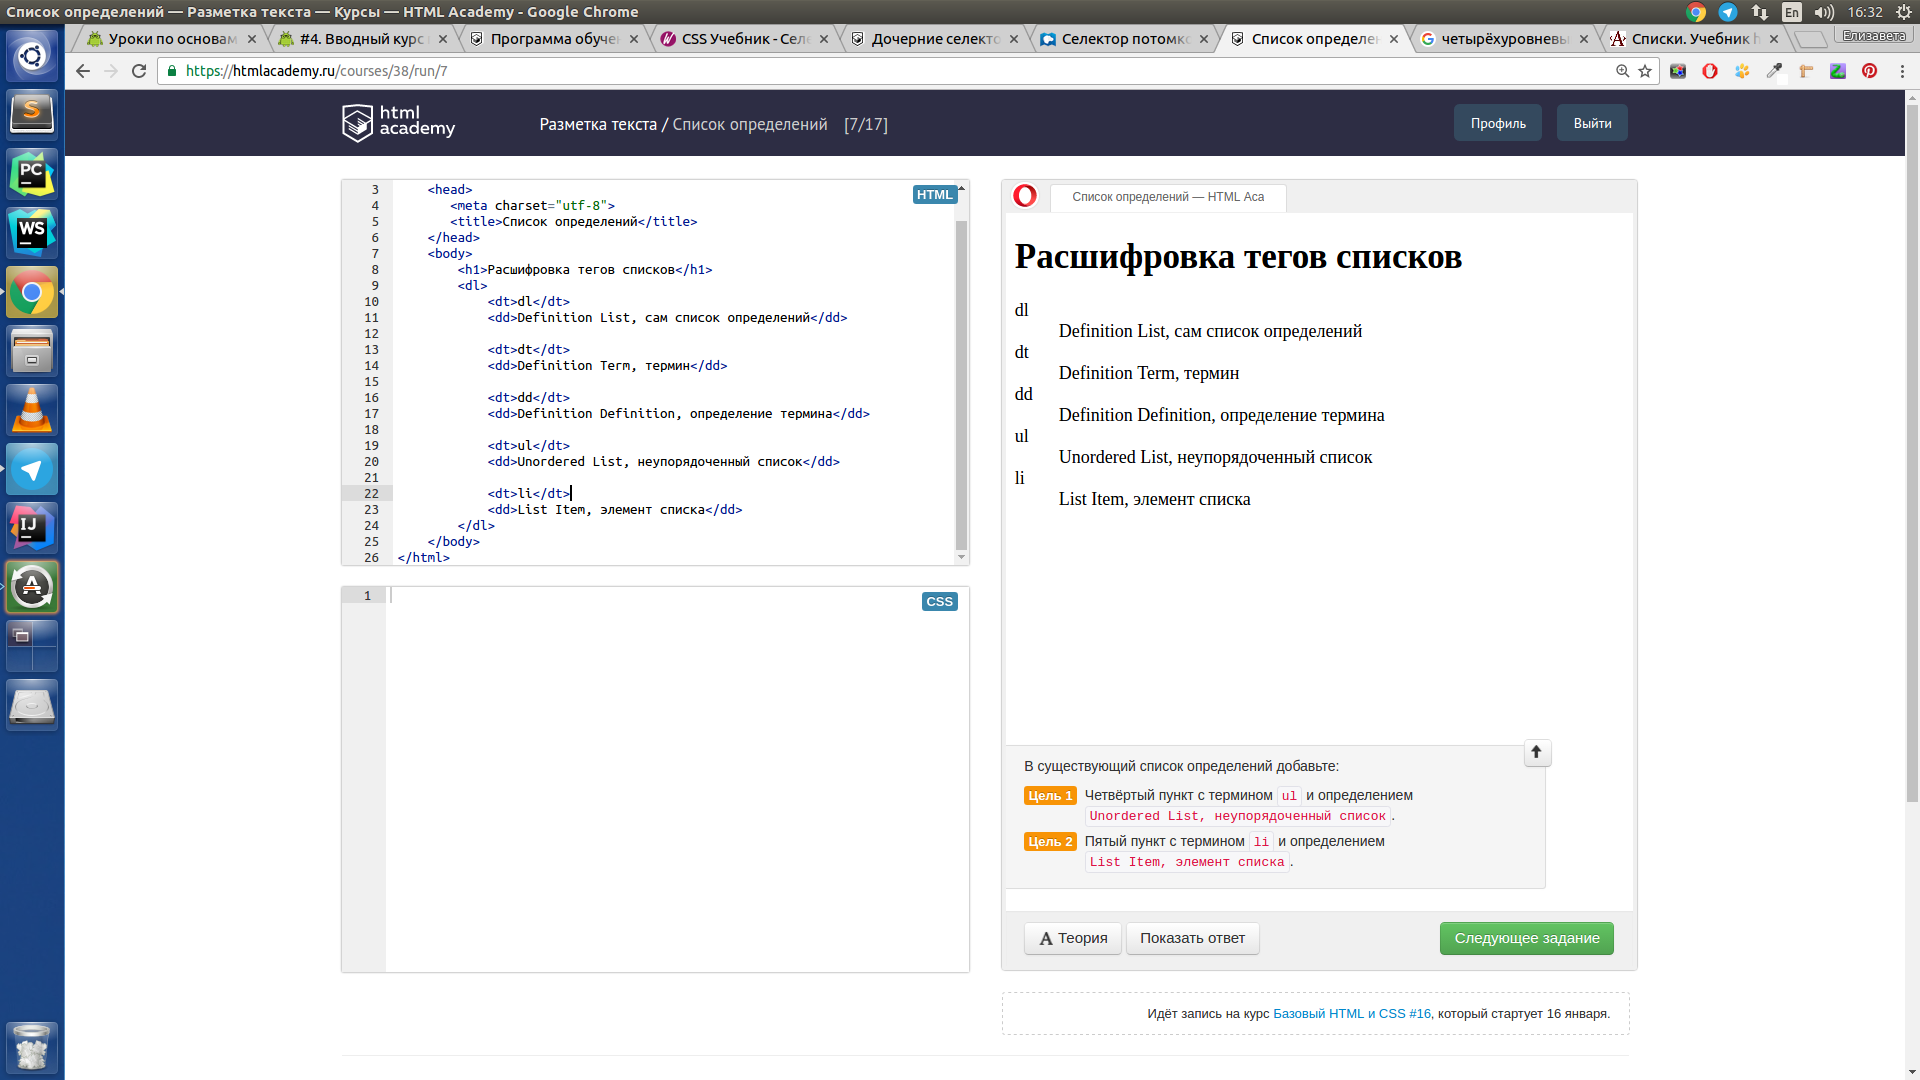 Список определений — Разметка текста — Курсы — HTML Academy - Google Chrome
En
16:32
Уроки по основам
#4. Вводный курс
Программа обуче
CSS Учебник - Сел
Дочерние селекто
Селектор потомко
Список определе
четырёхуровневы
Списки. Учебник h
Елизавета
https://htmlacademy.ru/courses/38/run/7
html
academy
Разметка текста / Список определений [7/17]
Профиль
Выйти
HTML
3 <head>
4 <meta charset="utf-8">
5 <title>Список определений</title>
6 </head>
7 <body>
8 <h1>Расшифровка тегов списков</h1>
9 <dl>
10 <dt>dl</dt>
11 <dd>Definition List, сам список определений</dd>
12
13 <dt>dt</dt>
14 <dd>Definition Term, термин</dd>
15
16 <dt>dd</dt>
17 <dd>Definition Definition, определение термина</dd>
18
19 <dt>ul</dt>
20 <dd>Unordered List, неупорядоченный список</dd>
21
22 <dt>li</dt>
23 <dd>List Item, элемент списка</dd>
24 </dl>
25 </body>
26 </html>
CSS
1
Список определений — HTML Aca
Расшифровка тегов списков
dl
Definition List, сам список определений
dt
Definition Term, термин
dd
Definition Definition, определение термина
ul
Unordered List, неупорядоченный список
li
List Item, элемент списка
В существующий список определений добавьте:
Цель 1 Четвёртый пункт с термином ul и определением
Unordered List, неупорядоченный список.
Цель 2 Пятый пункт с термином li и определением
List Item, элемент списка.
Теория
Показать ответ
Следующее задание
Идёт запись на курс Базовый HTML и CSS #16, который стартует 16 января.
S
PC
WS
IJ